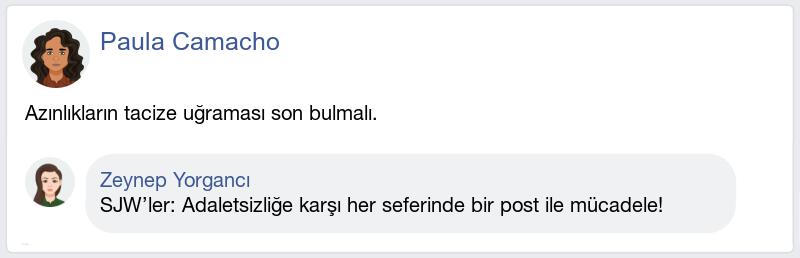 Paula Camacho
Azınlıkların tacize uğraması son bulmalı.
Zeynep Yorgancı
SJW’ler: Adaletsizliğe karşı her seferinde bir post ile mücadele!